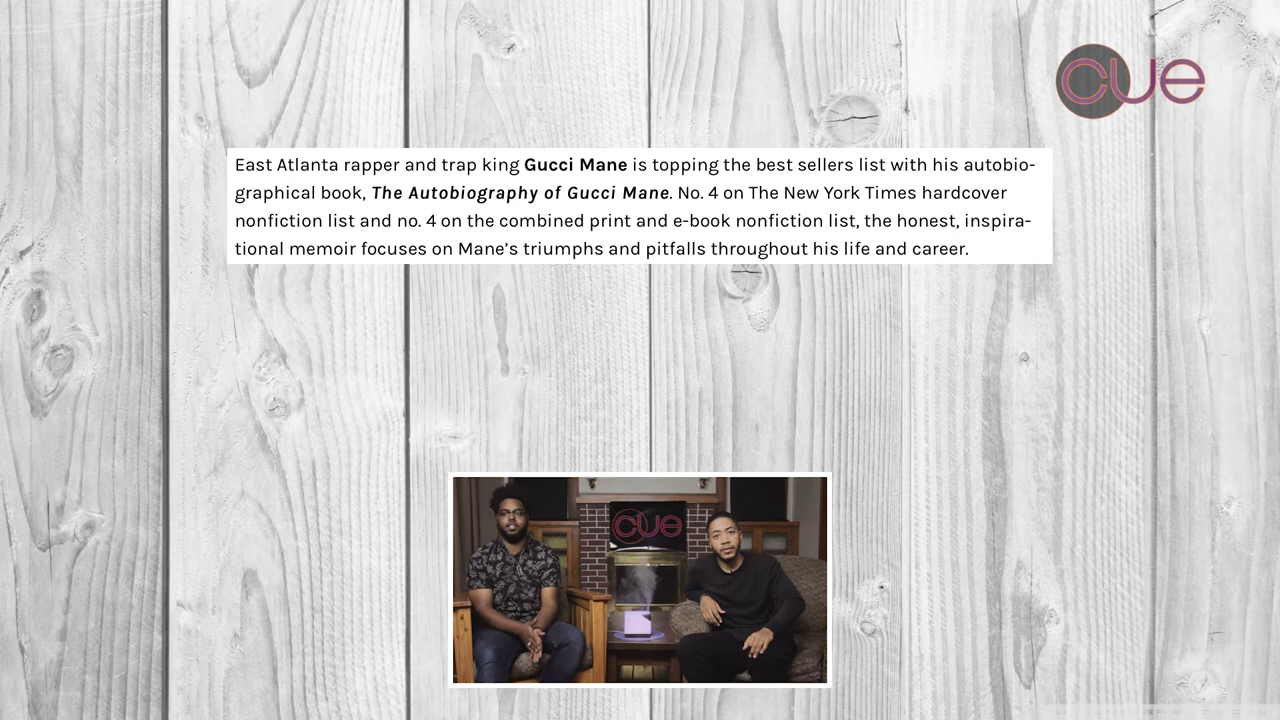 cue
East Atlanta rapper and trap king Gucci Mane is topping the best sellers list with his autobio-
graphical book, The Autobiography of Gucci Mane. No. 4 on The New York Times hardcover
nonfiction list and no. 4 on the combined print and e-book nonfiction list, the honest, inspira-
tional memoir focuses on Mane's triumphs and pitfalls throughout his life and career.
cue